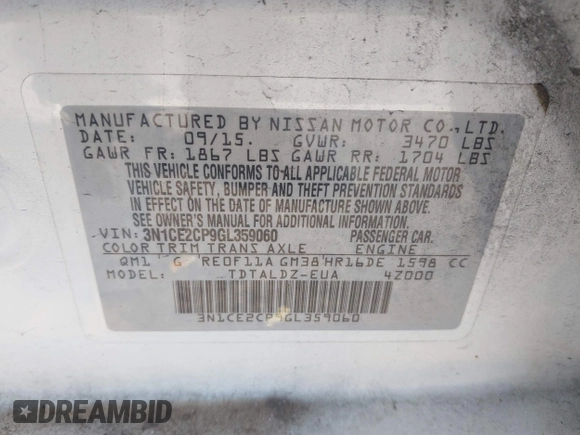 MANUFACTURED BY NISSAN MOTOR CO.,LTD.
DATE: 09/15. GVWR: 3470 LBS
GAWR FR: 1867 LBS GAWR RR: 1704 LBS
THIS VEHICLE CONFORMS TO ALL APPLICABLE FEDERAL MOTOR
VEHICLE SAFETY, BUMPER AND THEFT PREVENTION STANDARDS
IN EFFECT ON THE DATE OF MANUFACTURE SHOWN ABOVE.
SEE OWNER'S MANUAL FOR ADDITIONAL INFORMATION.
VIN: 3N1CE2CP9GL359060 PASSENGER CAR.
COLOR TRIM TRANS AXLE ENGINE
QM1 G RE0F11A GM38 HR16DE 1598 CC
MODEL: TDTALDZ-EUA 4Z000
3N1CE2CP9GL359060
DREAMBID